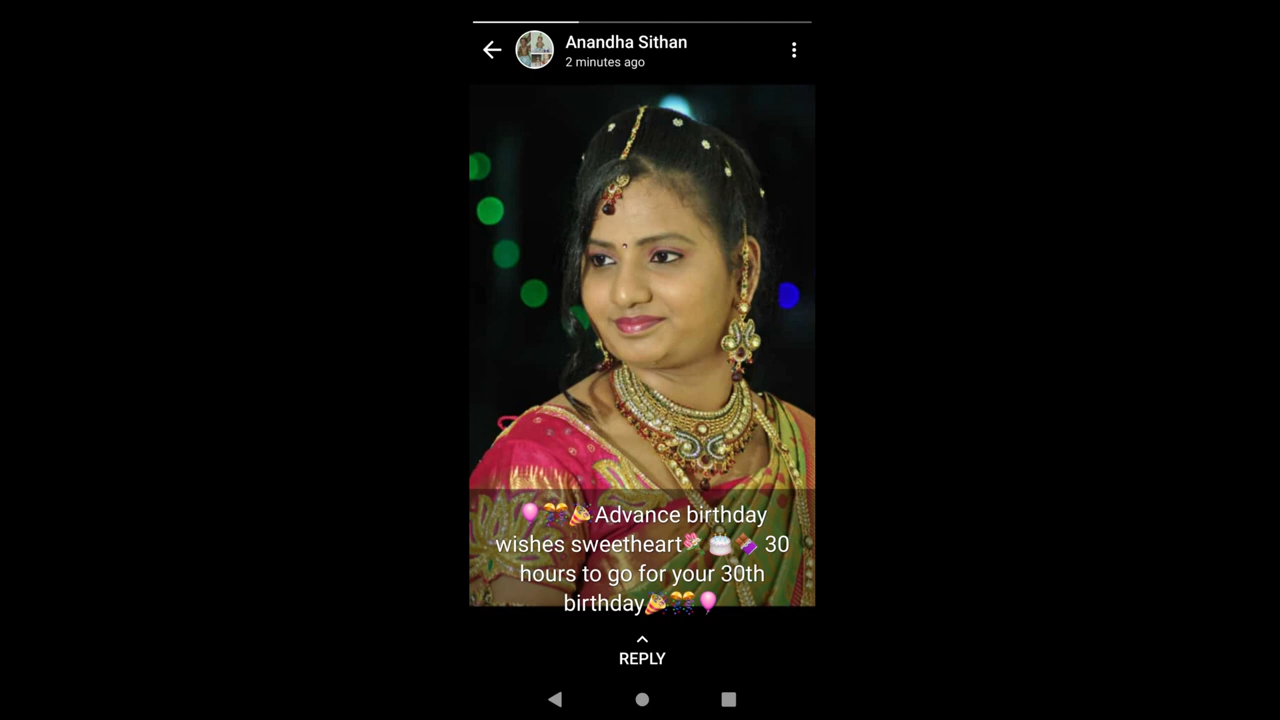 Anandha Sithan
2 minutes ago
🎈🎊🎉Advance birthday
wishes sweetheart💐🎂🍫 30
hours to go for your 30th
birthday🎉🎊🎈
REPLY